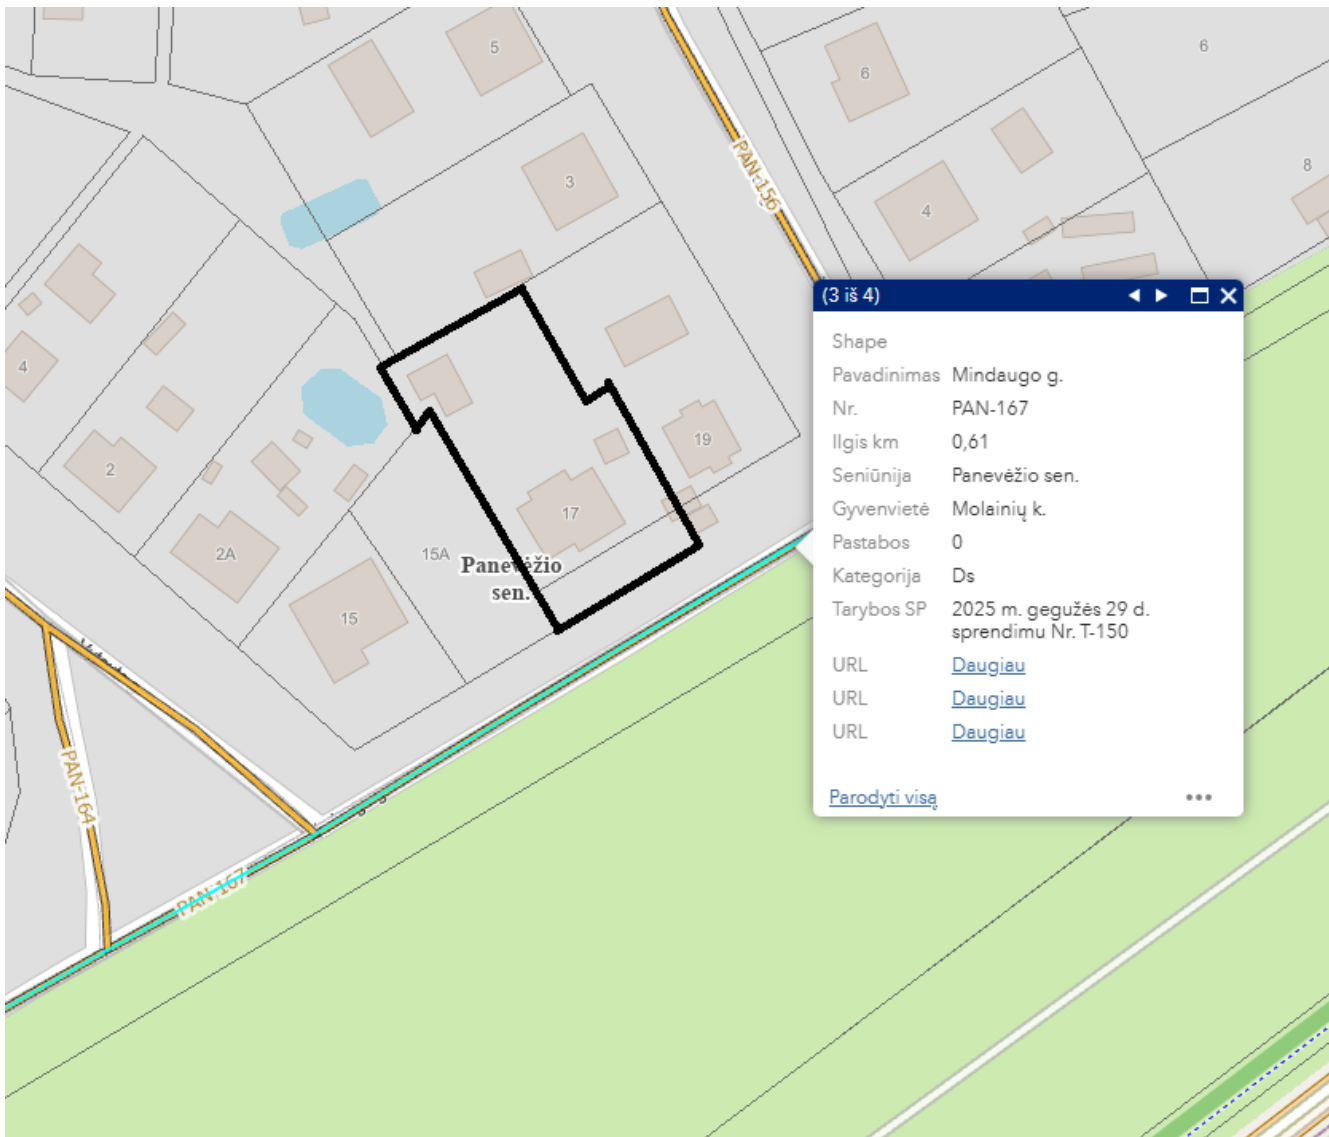 5
6
6
3
PAN-156
8
4
(3 iš 4)
Shape
Pavadinimas Mindaugo g.
Nr. PAN-167
Ilgis km 0,61
Seniūnija Panevėžio sen.
Gyvenvietė Molainių k.
Pastabos 0
Kategorija Ds
Tarybos SP 2025 m. gegužės 29 d.
sprendimu Nr. T-150
URL Daugiau
URL Daugiau
URL Daugiau
Parodyti visą
4
2
19
17
2A
15A
Panevėžio
sen.
15
PAN-164
PAN-167